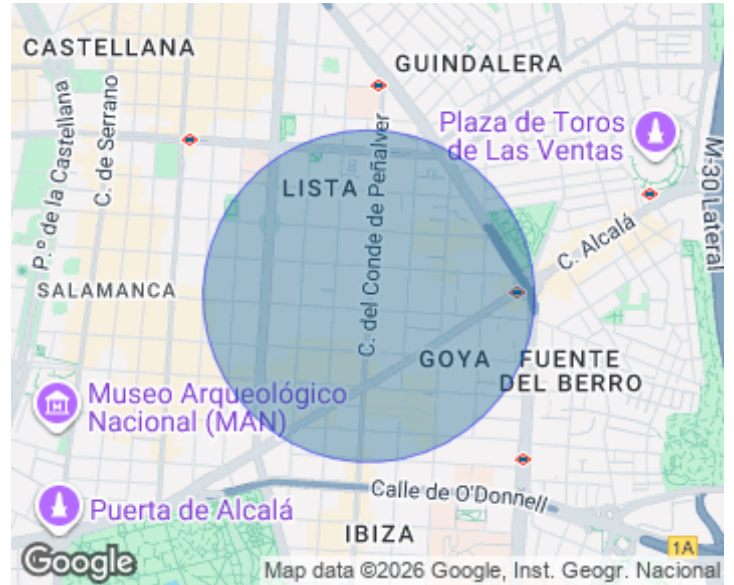 CASTELLANA
GUINDALERA
P.º de la Castellana
C. de Serrano
C. del Conde de Peñalver
Plaza de Toros
de Las Ventas
M-30 Lateral
LISTA
C. Alcalá
SALAMANCA
GOYA
FUENTE
DEL BERRO
Museo Arqueológico
Nacional (MAN)
Calle de O'Donnell
Puerta de Alcalá
IBIZA
1A
Google
Map data ©2026 Google, Inst. Geogr. Nacional